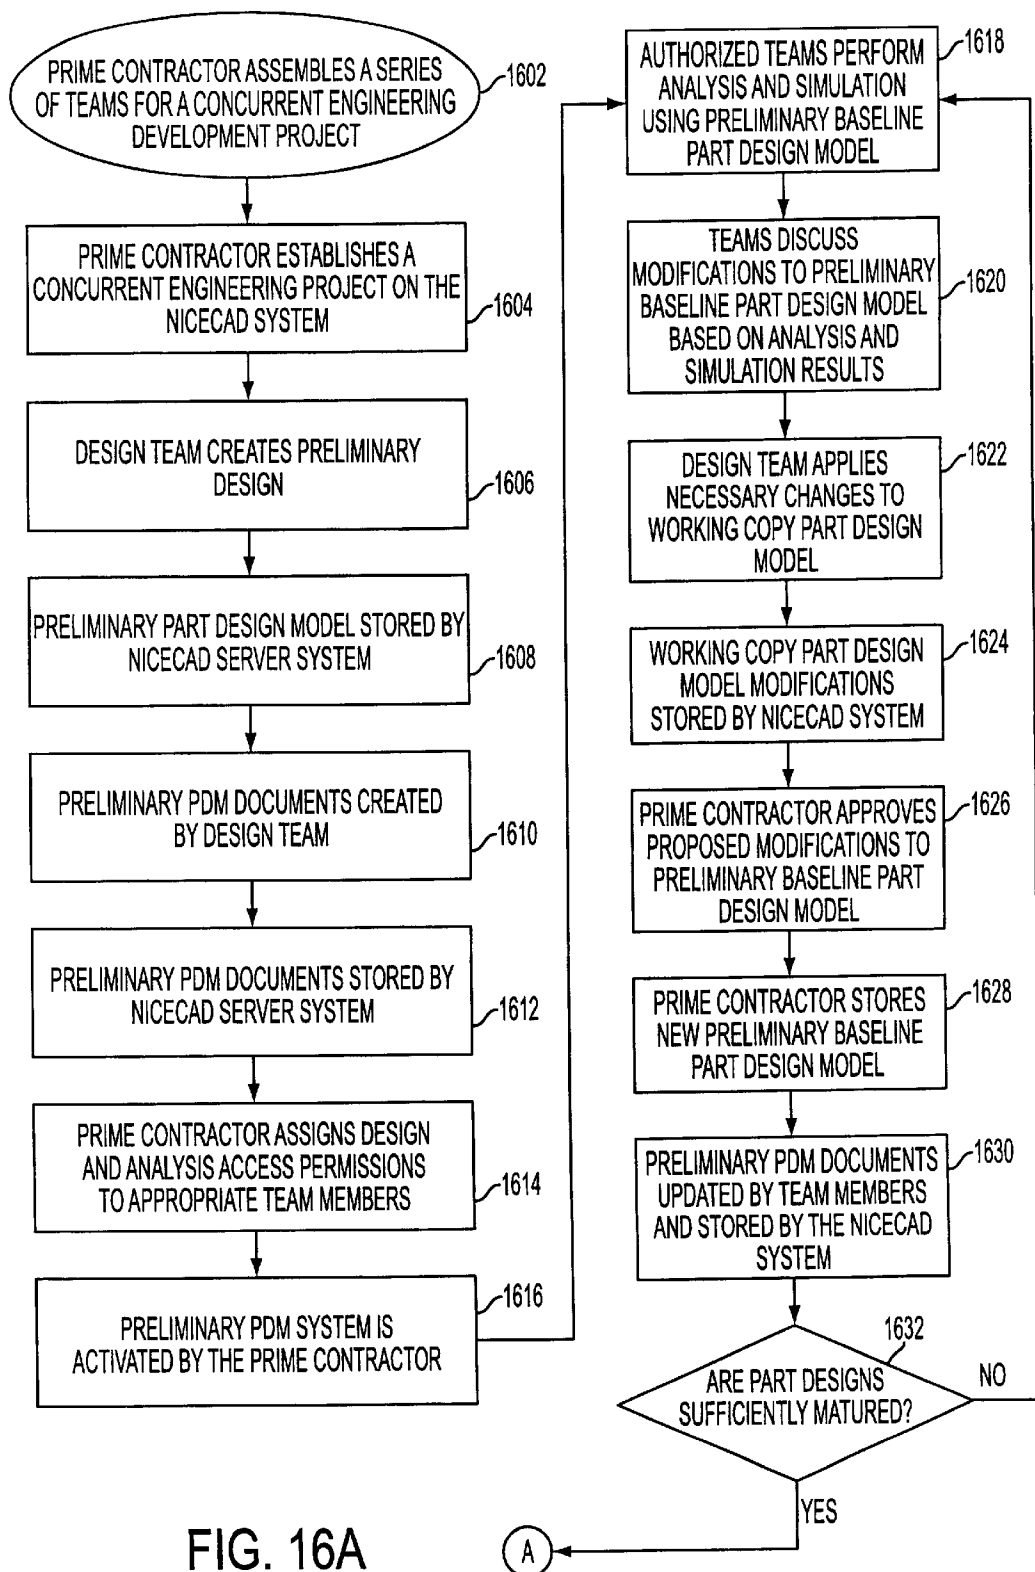 PRIME CONTRACTOR ASSEMBLES A SERIES
OF TEAMS FOR A CONCURRENT ENGINEERING
DEVELOPMENT PROJECT
1602
PRIME CONTRACTOR ESTABLISHES A
CONCURRENT ENGINEERING PROJECT ON THE
NICECAD SYSTEM
1604
DESIGN TEAM CREATES PRELIMINARY
DESIGN
1606
PRELIMINARY PART DESIGN MODEL STORED BY
NICECAD SERVER SYSTEM
1608
PRELIMINARY PDM DOCUMENTS CREATED
BY DESIGN TEAM
1610
PRELIMINARY PDM DOCUMENTS STORED BY
NICECAD SERVER SYSTEM
1612
PRIME CONTRACTOR ASSIGNS DESIGN
AND ANALYSIS ACCESS PERMISSIONS
TO APPROPRIATE TEAM MEMBERS
1614
PRELIMINARY PDM SYSTEM IS
ACTIVATED BY THE PRIME CONTRACTOR
1616
AUTHORIZED TEAMS PERFORM
ANALYSIS AND SIMULATION
USING PRELIMINARY BASELINE
PART DESIGN MODEL
1618
TEAMS DISCUSS
MODIFICATIONS TO PRELIMINARY
BASELINE PART DESIGN MODEL
BASED ON ANALYSIS AND
SIMULATION RESULTS
1620
DESIGN TEAM APPLIES
NECESSARY CHANGES TO
WORKING COPY PART DESIGN
MODEL
1622
WORKING COPY PART DESIGN
MODEL MODIFICATIONS
STORED BY NICECAD SYSTEM
1624
PRIME CONTRACTOR APPROVES
PROPOSED MODIFICATIONS TO
PRELIMINARY BASELINE PART
DESIGN MODEL
1626
PRIME CONTRACTOR STORES
NEW PRELIMINARY BASELINE
PART DESIGN MODEL
1628
PRELIMINARY PDM DOCUMENTS
UPDATED BY TEAM MEMBERS
AND STORED BY THE NICECAD
SYSTEM
1630
ARE PART DESIGNS
SUFFICIENTLY MATURED?
1632
NO
YES
A
FIG. 16A